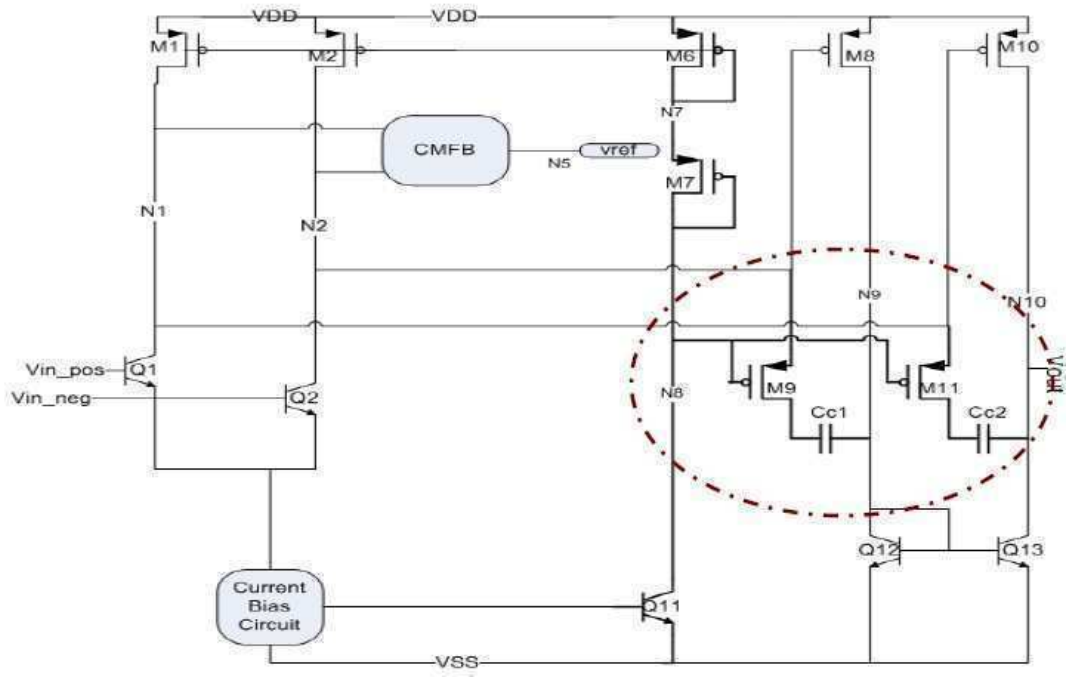 VDD VDD
M1 M2 M6 M8 M10
N7
CMFB
N5 vref
M7
N1 N2
N9 N10
Vin_pos Q1
Vin_neg Q2
M9 M11
Vout
N8
Cc1 Cc2
Q12 Q13
Current
Bias
Circuit
Q11
VSS